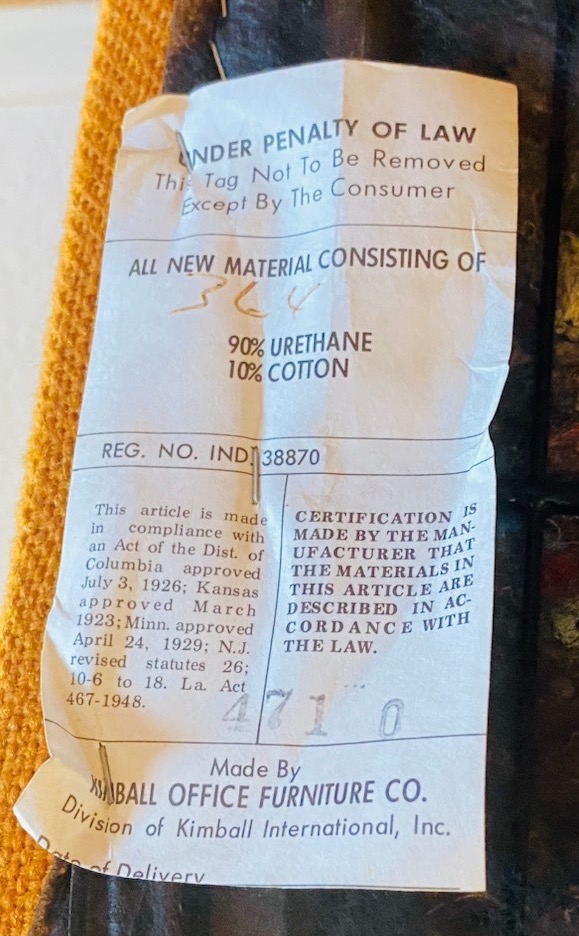 UNDER PENALTY OF LAW
This Tag Not To Be Removed
Except By The Consumer
ALL NEW MATERIAL CONSISTING OF
364
90% URETHANE
10% COTTON
REG. NO. IND. 38870
This article is made
in compliance with
an Act of the Dist. of
Columbia approved
July 3, 1926; Kansas
approved March
1923; Minn. approved
April 24, 1929; N.J.
revised statutes 26;
10-6 to 18. La. Act
467-1948.
CERTIFICATION IS
MADE BY THE MAN-
UFACTURER THAT
THE MATERIALS IN
THIS ARTICLE ARE
DESCRIBED IN AC-
CORDANCE WITH
THE LAW.
471 0
Made By
KIMBALL OFFICE FURNITURE CO.
Division of Kimball International, Inc.
Date of Delivery